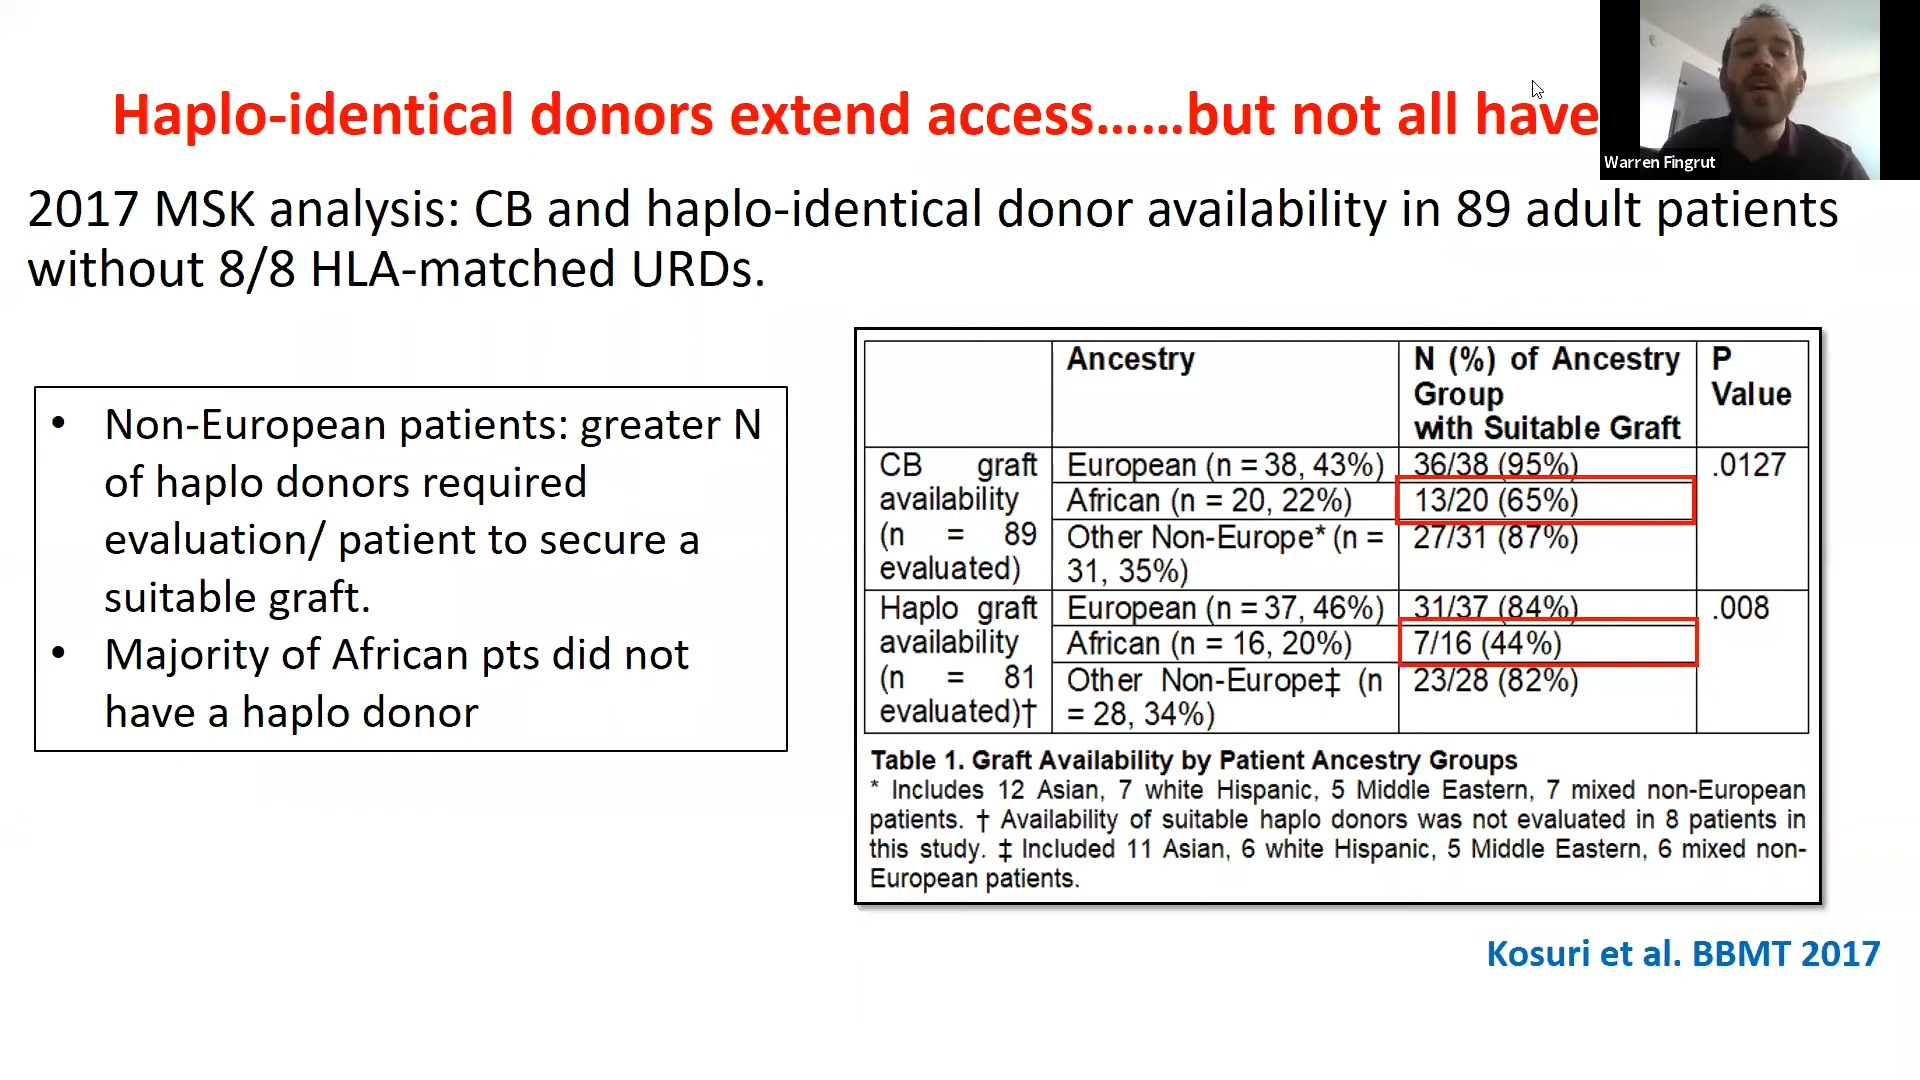 Haplo-identical donors extend access......but not all have
Warren Fingrut
2017 MSK analysis: CB and haplo-identical donor availability in 89 adult patients
without 8/8 HLA-matched URDs.
• Non-European patients: greater N
of haplo donors required
evaluation/ patient to secure a
suitable graft.
• Majority of African pts did not
have a haplo donor
Ancestry
N (%) of Ancestry
Group
with Suitable Graft
P
Value
CB graft
availability
(n = 89
evaluated)
European (n = 38, 43%)
36/38 (95%)
.0127
African (n = 20, 22%)
13/20 (65%)
Other Non-Europe* (n =
31, 35%)
27/31 (87%)
Haplo graft
availability
(n = 81
evaluated)†
European (n = 37, 46%)
31/37 (84%)
.008
African (n = 16, 20%)
7/16 (44%)
Other Non-Europe‡ (n
= 28, 34%)
23/28 (82%)
Table 1. Graft Availability by Patient Ancestry Groups
* Includes 12 Asian, 7 white Hispanic, 5 Middle Eastern, 7 mixed non-European
patients. † Availability of suitable haplo donors was not evaluated in 8 patients in
this study. ‡ Included 11 Asian, 6 white Hispanic, 5 Middle Eastern, 6 mixed non-
European patients.
Kosuri et al. BBMT 2017